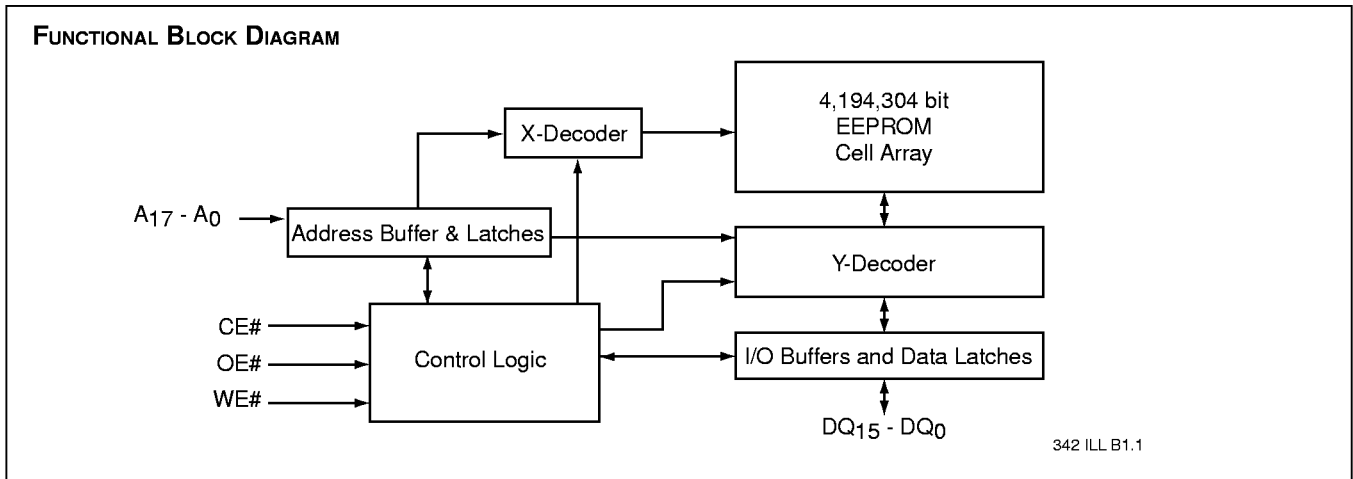 FUNCTIONAL BLOCK DIAGRAM
4,194,304 bit
EEPROM
Cell Array
X-Decoder
A17 - A0
Address Buffer & Latches
Y-Decoder
CE#
OE#
WE#
Control Logic
I/O Buffers and Data Latches
DQ15 - DQ0
342 ILL B1.1